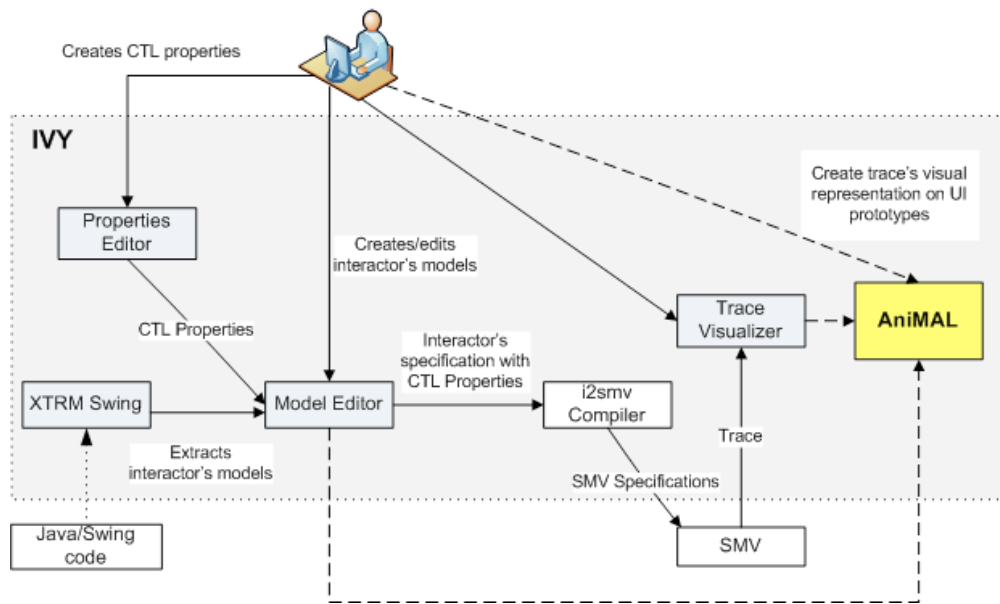 Creates CTL properties
IVY
Create trace's visual
representation on UI
prototypes
Properties
Editor
Creates/edits
interactor's models
CTL Properties
Trace
Visualizer
AniMAL
Interactor's
specification with
CTL Properties
XTRM Swing
Model Editor
i2smv
Compiler
Trace
Extracts
interactor's models
SMV Specifications
Java/Swing
code
SMV